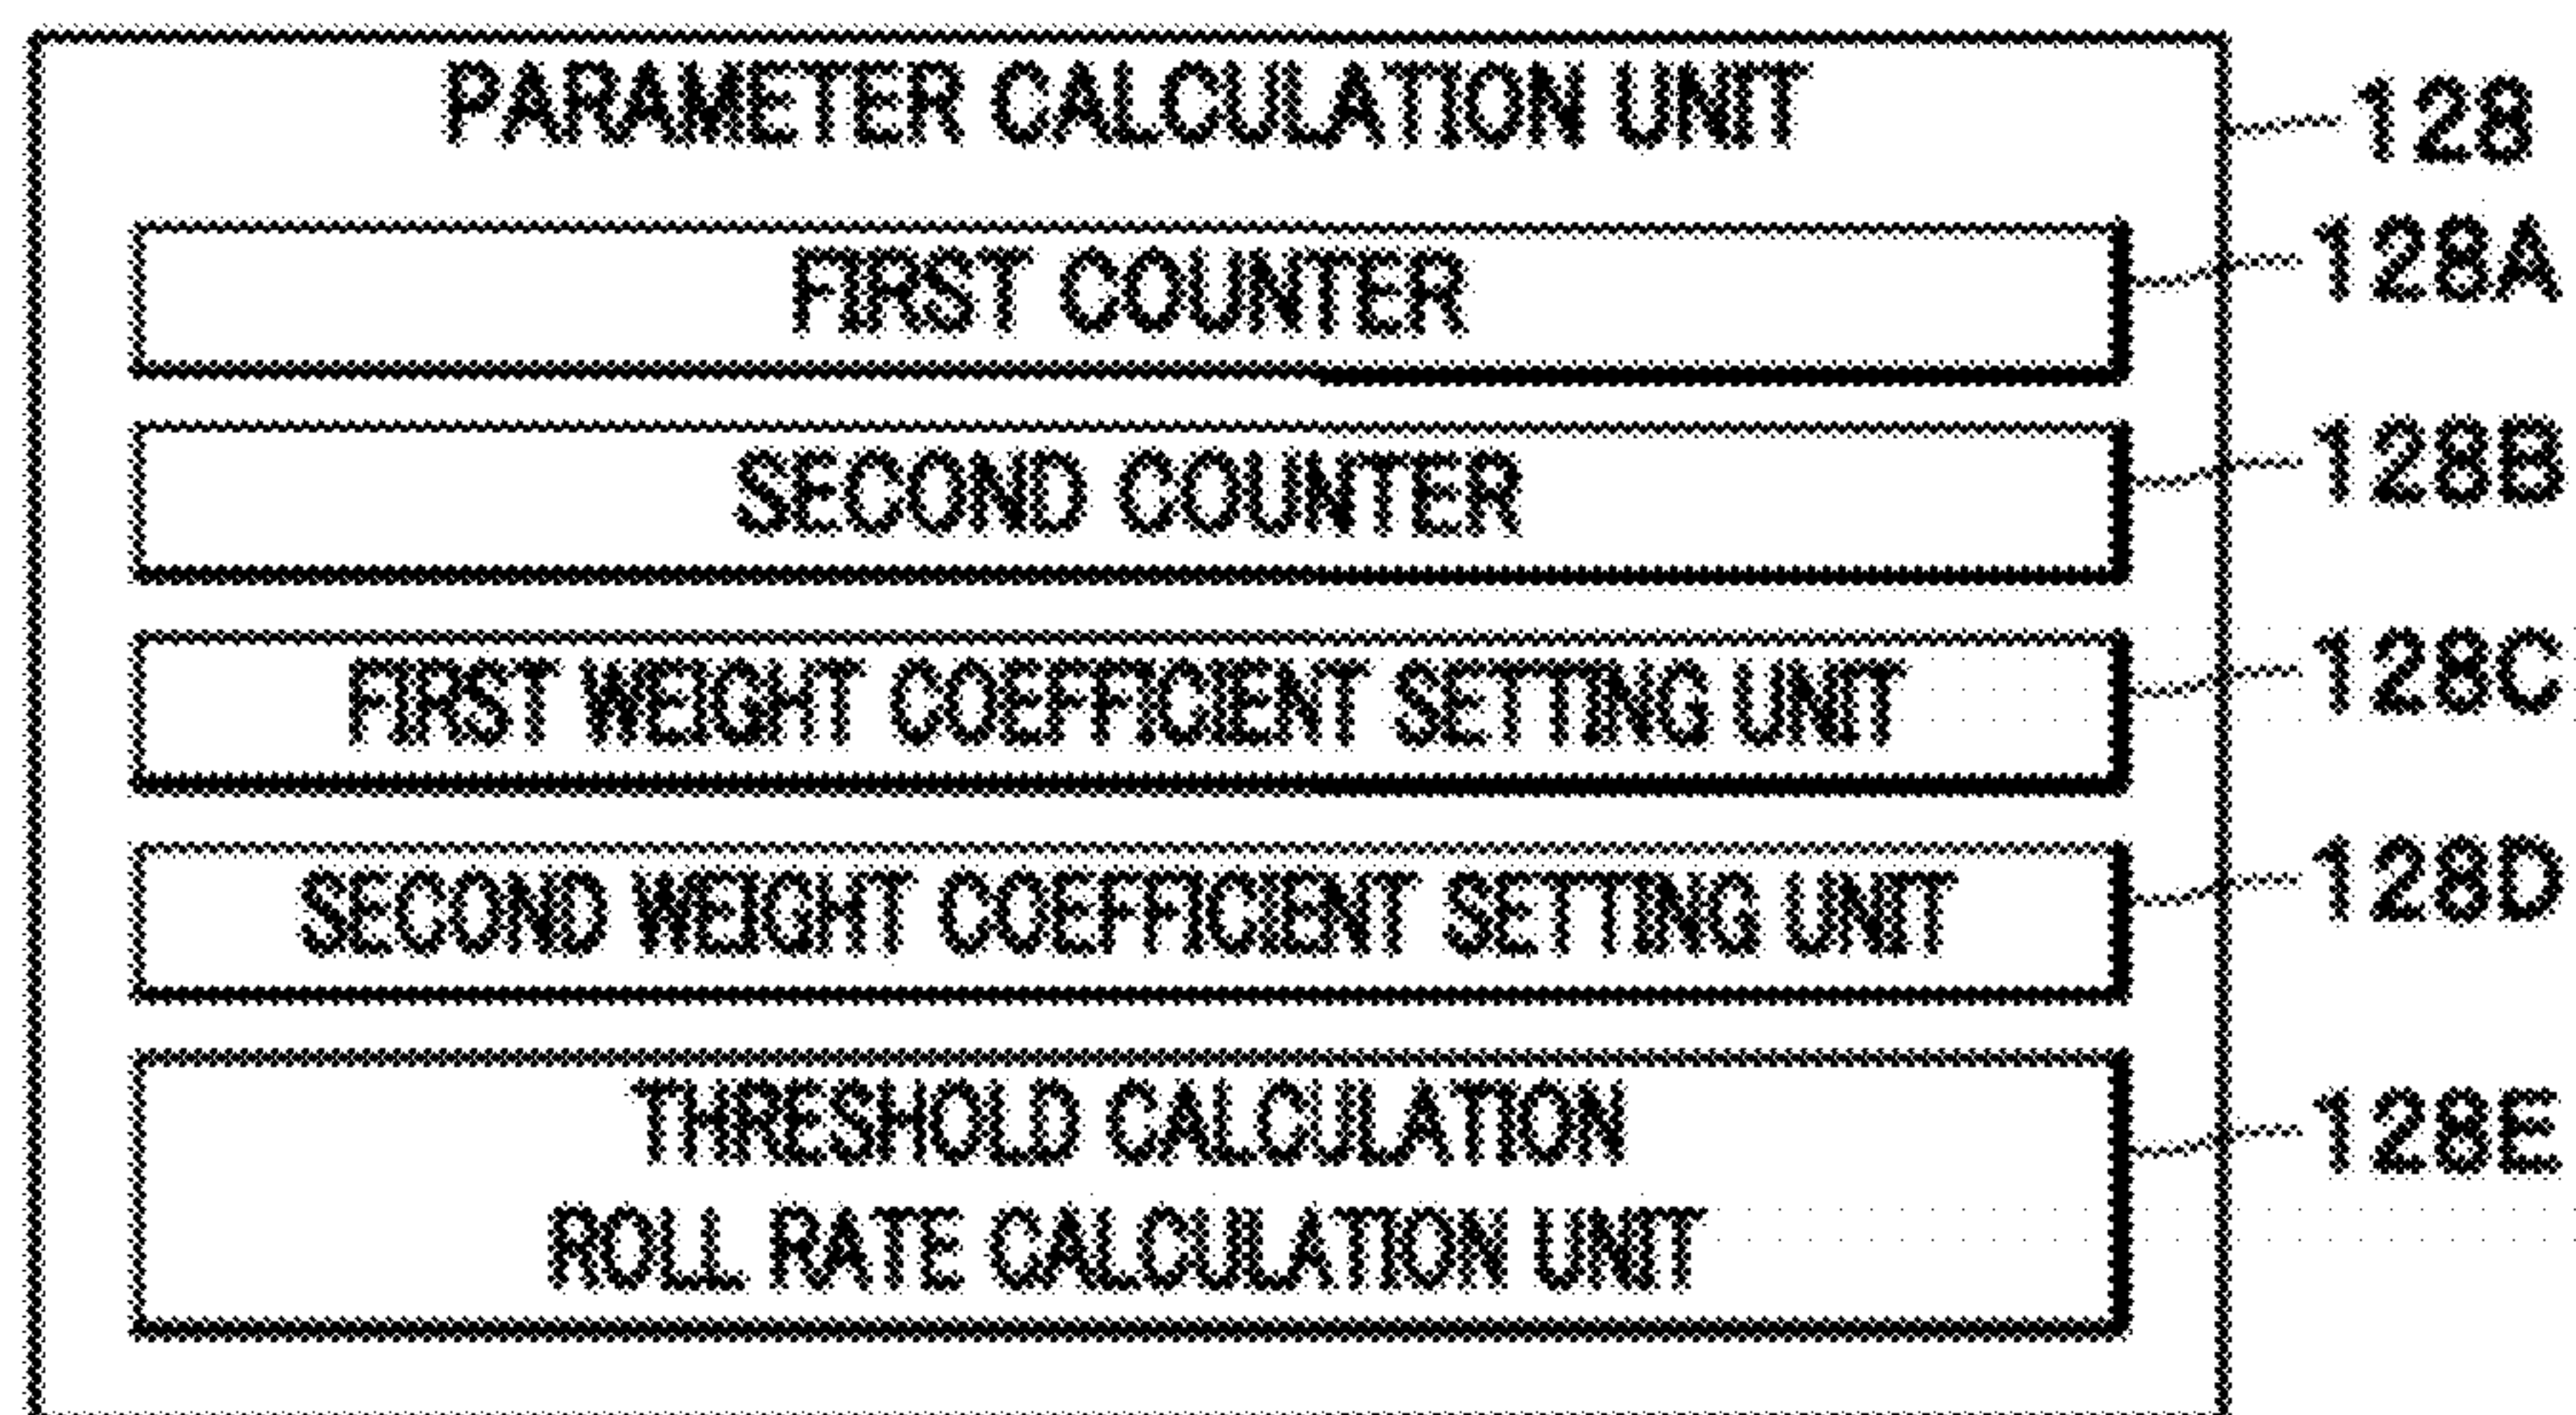 PARAMETER CALCULATION UNIT 128
FIRST COUNTER 128A
SECOND COUNTER 128B
FIRST WEIGHT COEFFICIENT SETTING UNIT 128C
SECOND WEIGHT COEFFICIENT SETTING UNIT 128D
THRESHOLD CALCULATION 128E
ROLL RATE CALCULATION UNIT